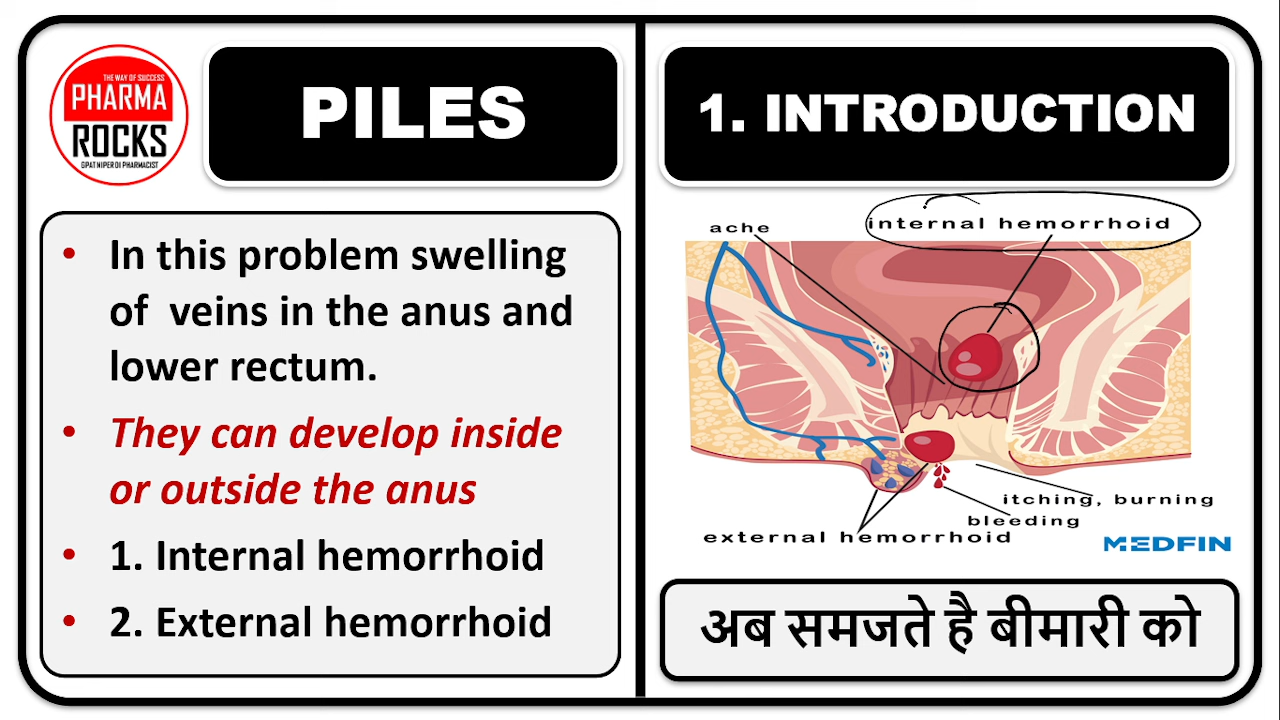 THE WAY OF SUCCESS
PHARMA
ROCKS
GPAT NIPER DI PHARMACIST
PILES
• In this problem swelling
of veins in the anus and
lower rectum.
• They can develop inside
or outside the anus
• 1. Internal hemorrhoid
• 2. External hemorrhoid
1. INTRODUCTION
internal hemorrhoid
ache
itching, burning
bleeding
external hemorrhoid
MEDFIN
अब समजते है बीमारी को